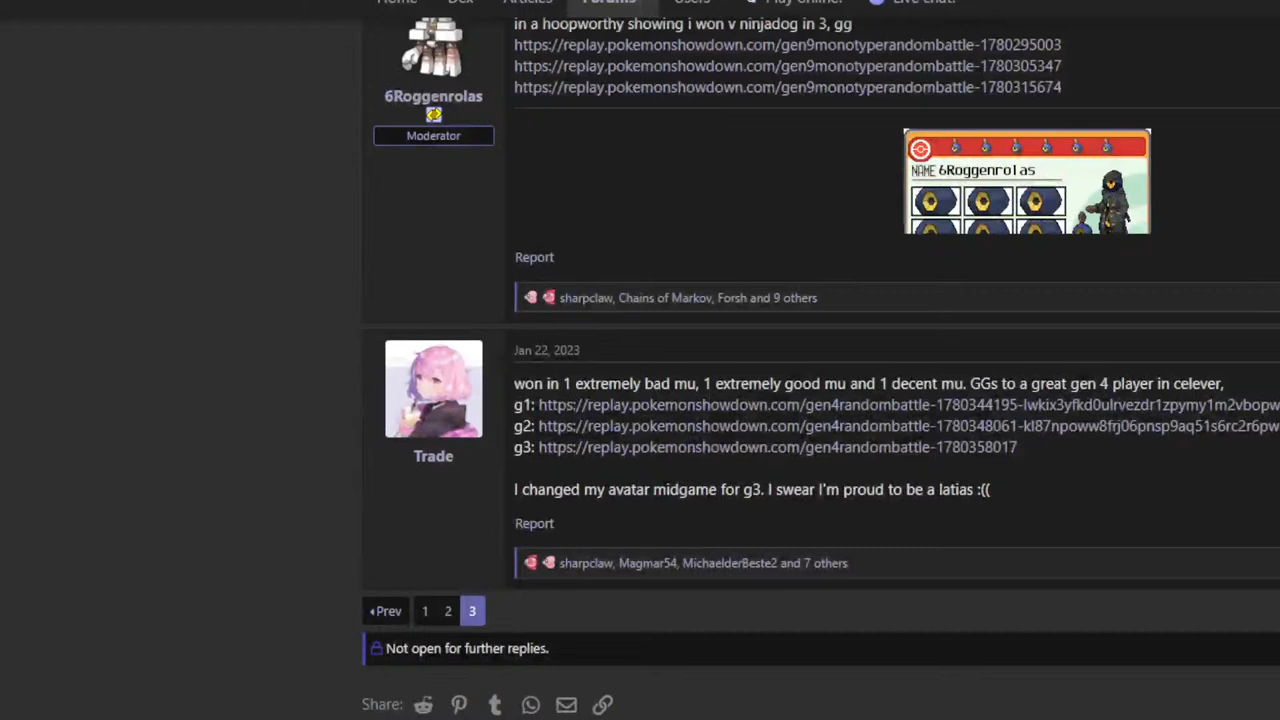 Home Dex Articles Forums Users Play Online! Live chat!
in a hoopworthy showing i won v ninjadog in 3, gg
https://replay.pokemonshowdown.com/gen9monotyperandombattle-1780295003
https://replay.pokemonshowdown.com/gen9monotyperandombattle-1780305347
https://replay.pokemonshowdown.com/gen9monotyperandombattle-1780315674
6Roggenrolas
Moderator
NAME 6Roggenrolas
Report
sharpclaw, Chains of Markov, Forsh and 9 others
Jan 22, 2023
won in 1 extremely bad mu, 1 extremely good mu and 1 decent mu. GGs to a great gen 4 player in celever,
g1: https://replay.pokemonshowdown.com/gen4randombattle-1780344195-lwkix3yfkd0ulrvezdr1zpymy1m2vbopw
g2: https://replay.pokemonshowdown.com/gen4randombattle-1780348061-kl87npoww8frj06pnsp9aq51s6rc2r6pw
g3: https://replay.pokemonshowdown.com/gen4randombattle-1780358017
Trade
I changed my avatar midgame for g3. I swear I'm proud to be a latias :((
Report
sharpclaw, Magmar54, MichaelderBeste2 and 7 others
Prev 1 2 3
Not open for further replies.
Share: